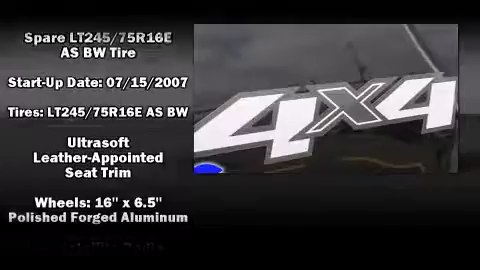 Spare LT245/75R16E
AS BW Tire
Start-Up Date: 07/15/2007
Tires: LT245/75R16E AS BW
Ultrasoft
Leather-Appointed
Seat Trim
Wheels: 16" x 6.5"
Polished Forged Aluminum
4x4